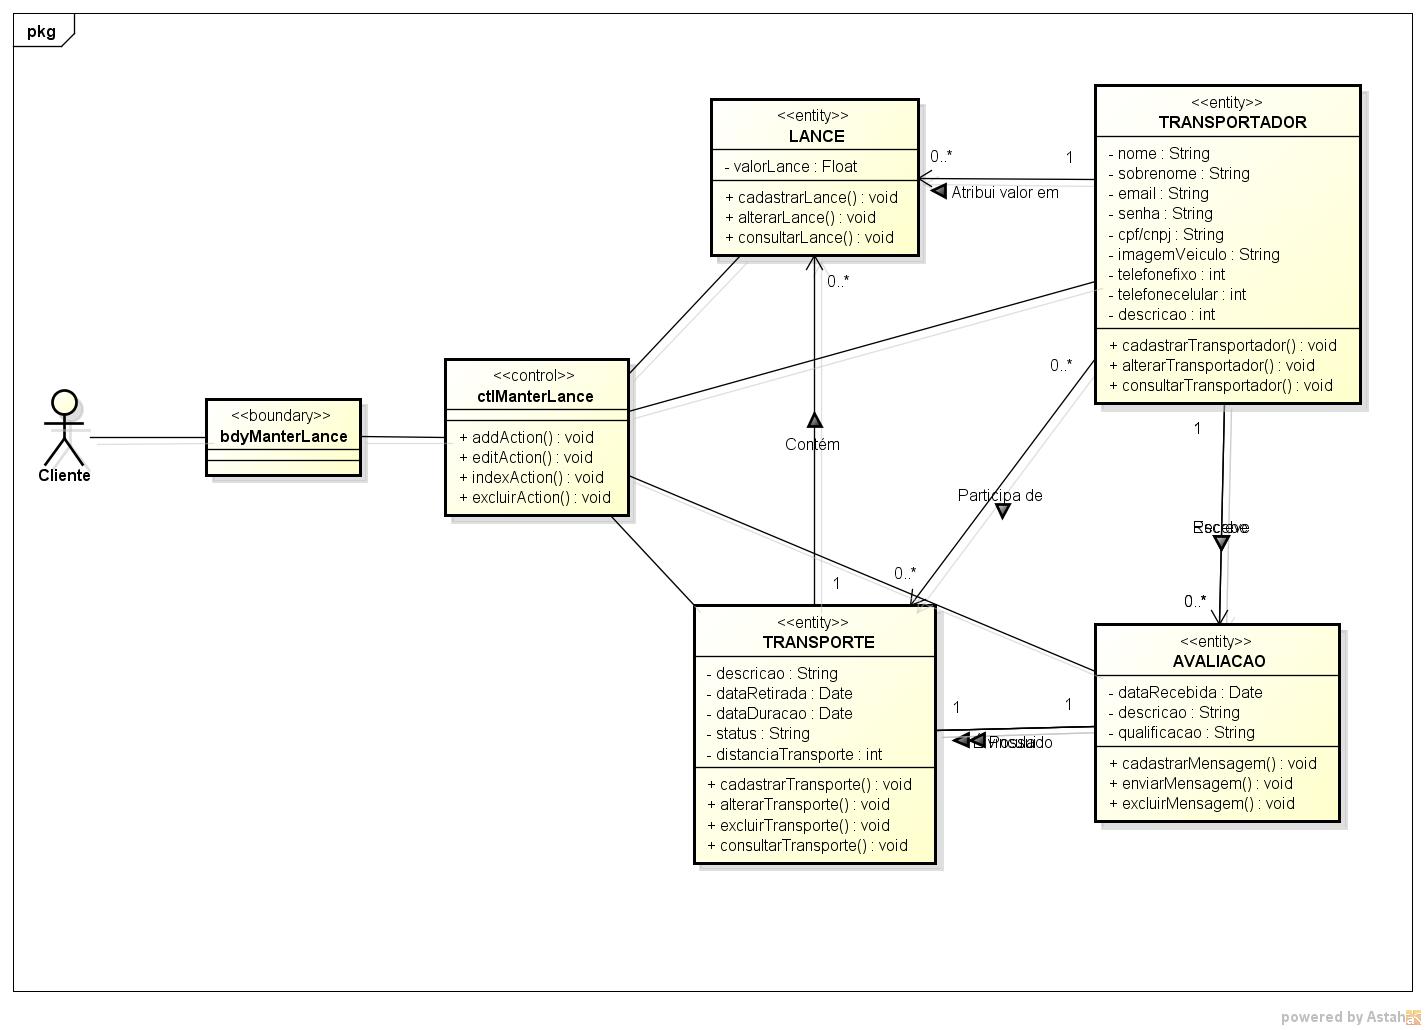 pkg
<<entity>>
LANCE
- valorLance : Float
+ cadastrarLance() : void
+ alterarLance() : void
+ consultarLance() : void
0..*
1
Atribui valor em
<<entity>>
TRANSPORTADOR
- nome : String
- sobrenome : String
- email : String
- senha : String
- cpf/cnpj : String
- imagemVeiculo : String
- telefonefixo : int
- telefonecelular : int
- descricao : int
+ cadastrarTransportador() : void
+ alterarTransportador() : void
+ consultarTransportador() : void
0..*
0..*
Cliente
<<boundary>>
bdyManterLance
<<control>>
ctlManterLance
+ addAction() : void
+ editAction() : void
+ indexAction() : void
+ excluirAction() : void
Contém
1
Participa de
0..*
1
0..*
<<entity>>
TRANSPORTE
- descricao : String
- dataRetirada : Date
- dataDuracao : Date
- status : String
- distanciaTransporte : int
+ cadastrarTransporte() : void
+ alterarTransporte() : void
+ excluirTransporte() : void
+ consultarTransporte() : void
1
1
<<entity>>
AVALIACAO
- dataRecebida : Date
- descricao : String
- qualificacao : String
+ cadastrarMensagem() : void
+ enviarMensagem() : void
+ excluirMensagem() : void
powered by Astah